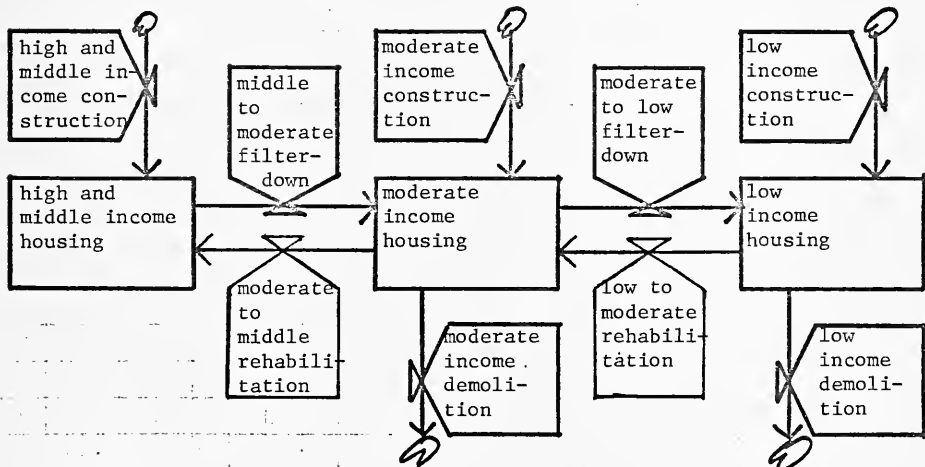 high and
middle in-
come con-
struction
middle
to
moderate
filter-
down
moderate
income
construc-
tion
moderate
to low
filter-
down
low
income
construc-
tion
high and
middle income
housing
moderate
income
housing
low
income
housing
moderate
to
middle
rehabili-
tation
moderate
income.
demoli-
tion
low to
moderate
rehabili-
tation
low
income
demoli-
tion